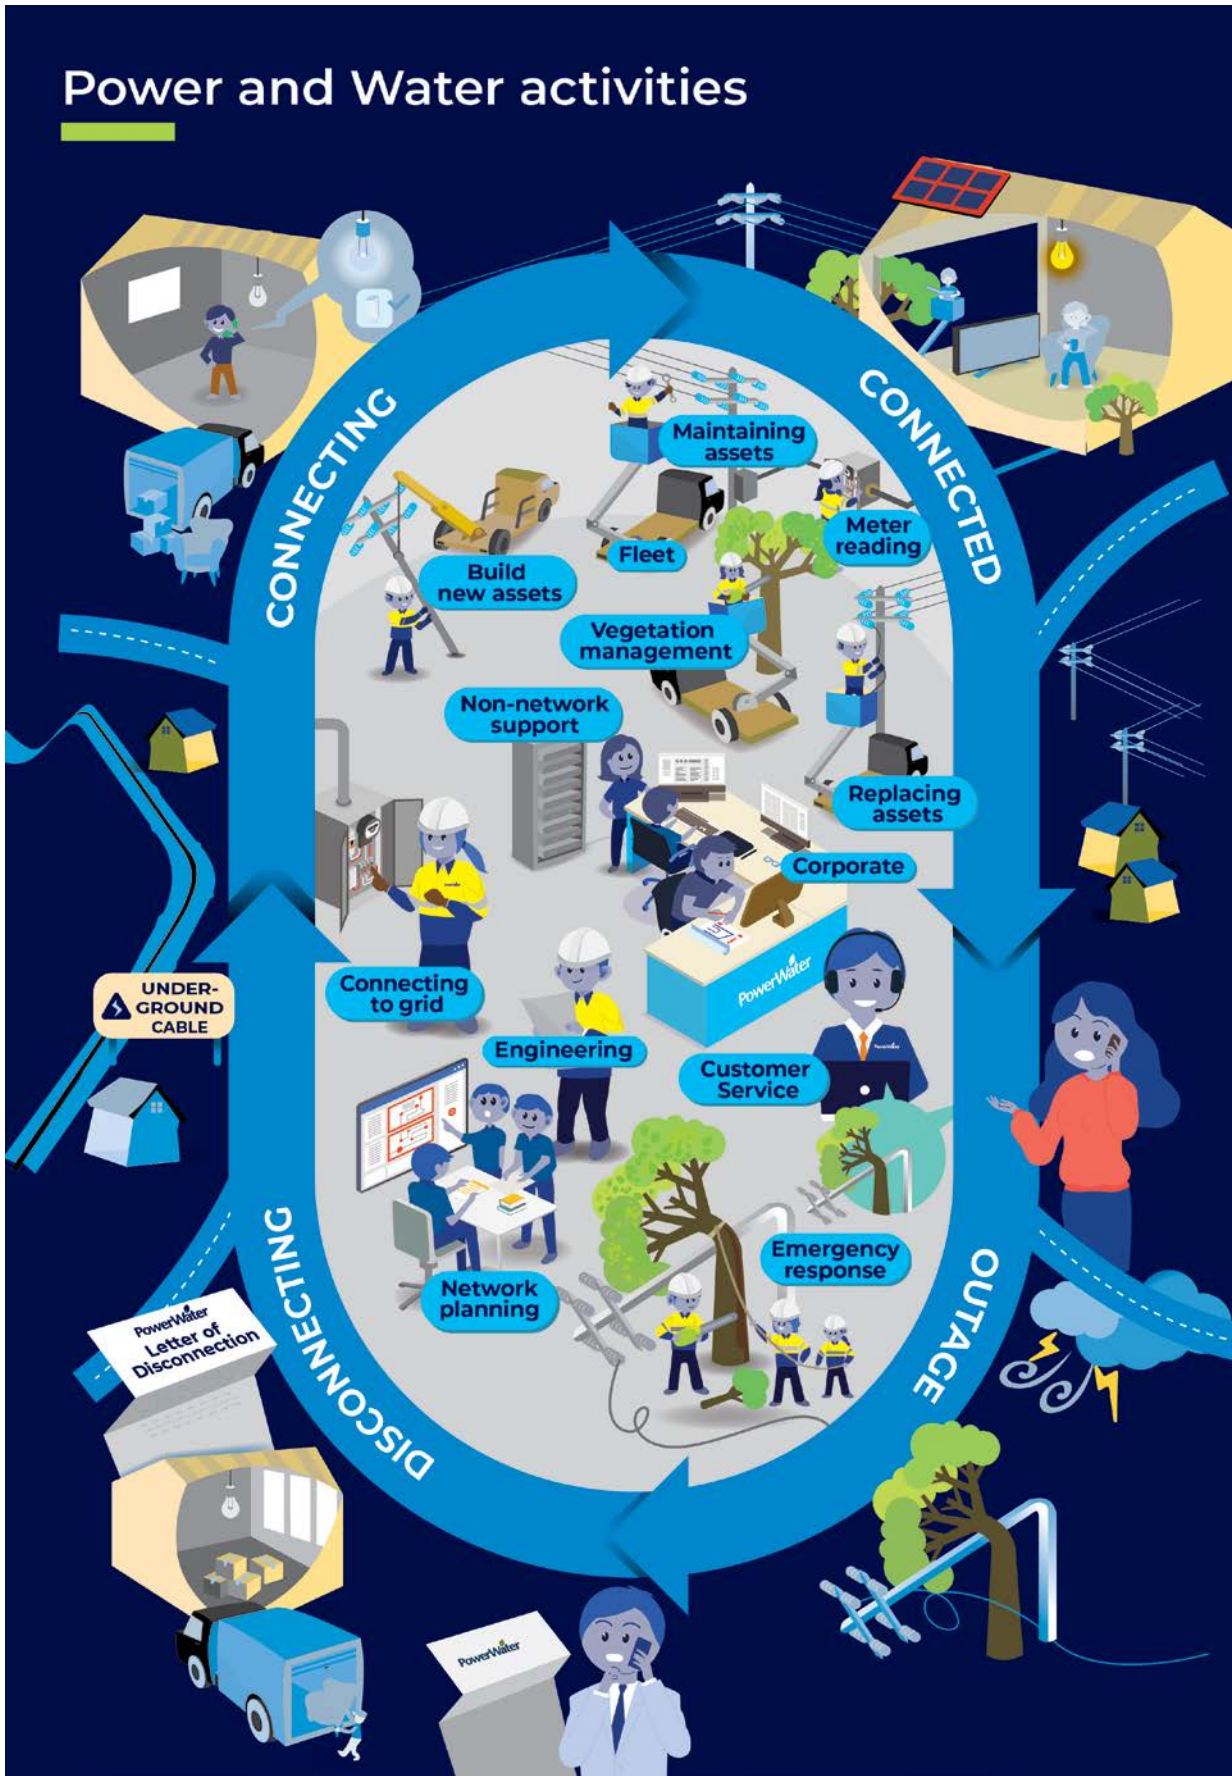 Power and Water activities
CONNECTING
CONNECTED
Maintaining
assets
Meter
reading
Fleet
Build
new assets
Vegetation
management
Non-network
support
Replacing
assets
Corporate
PowerWater
Connecting
to grid
UNDER-
GROUND
CABLE
Engineering
Customer
Service
Emergency
response
Network
planning
OUTAGE
DISCONNECTING
PowerWater
Letter of
Disconnection
PowerWater